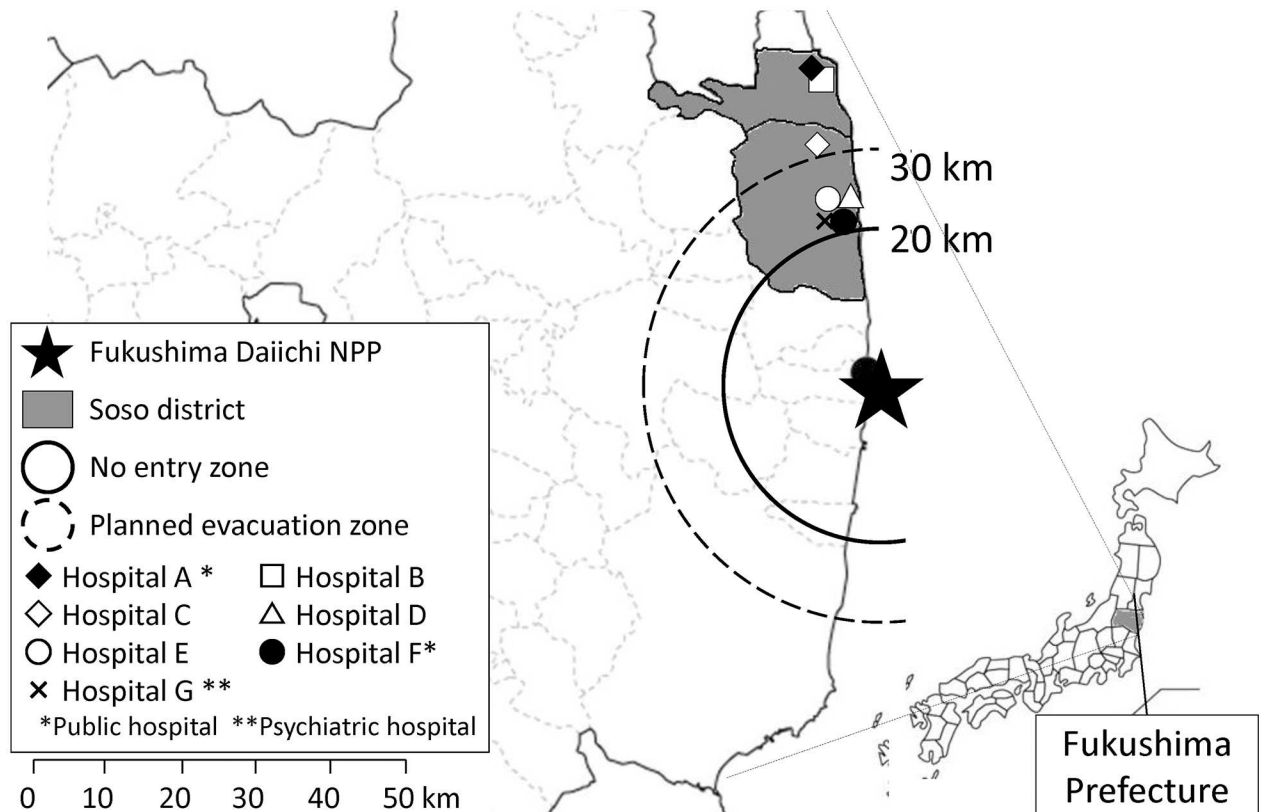 30 km
20 km
Fukushima Daiichi NPP
Soso district
No entry zone
Planned evacuation zone
Hospital A *
Hospital B
Hospital C
Hospital D
Hospital E
Hospital F*
Hospital G **
*Public hospital **Psychiatric hospital
0 10 20 30 40 50 km
Fukushima
Prefecture